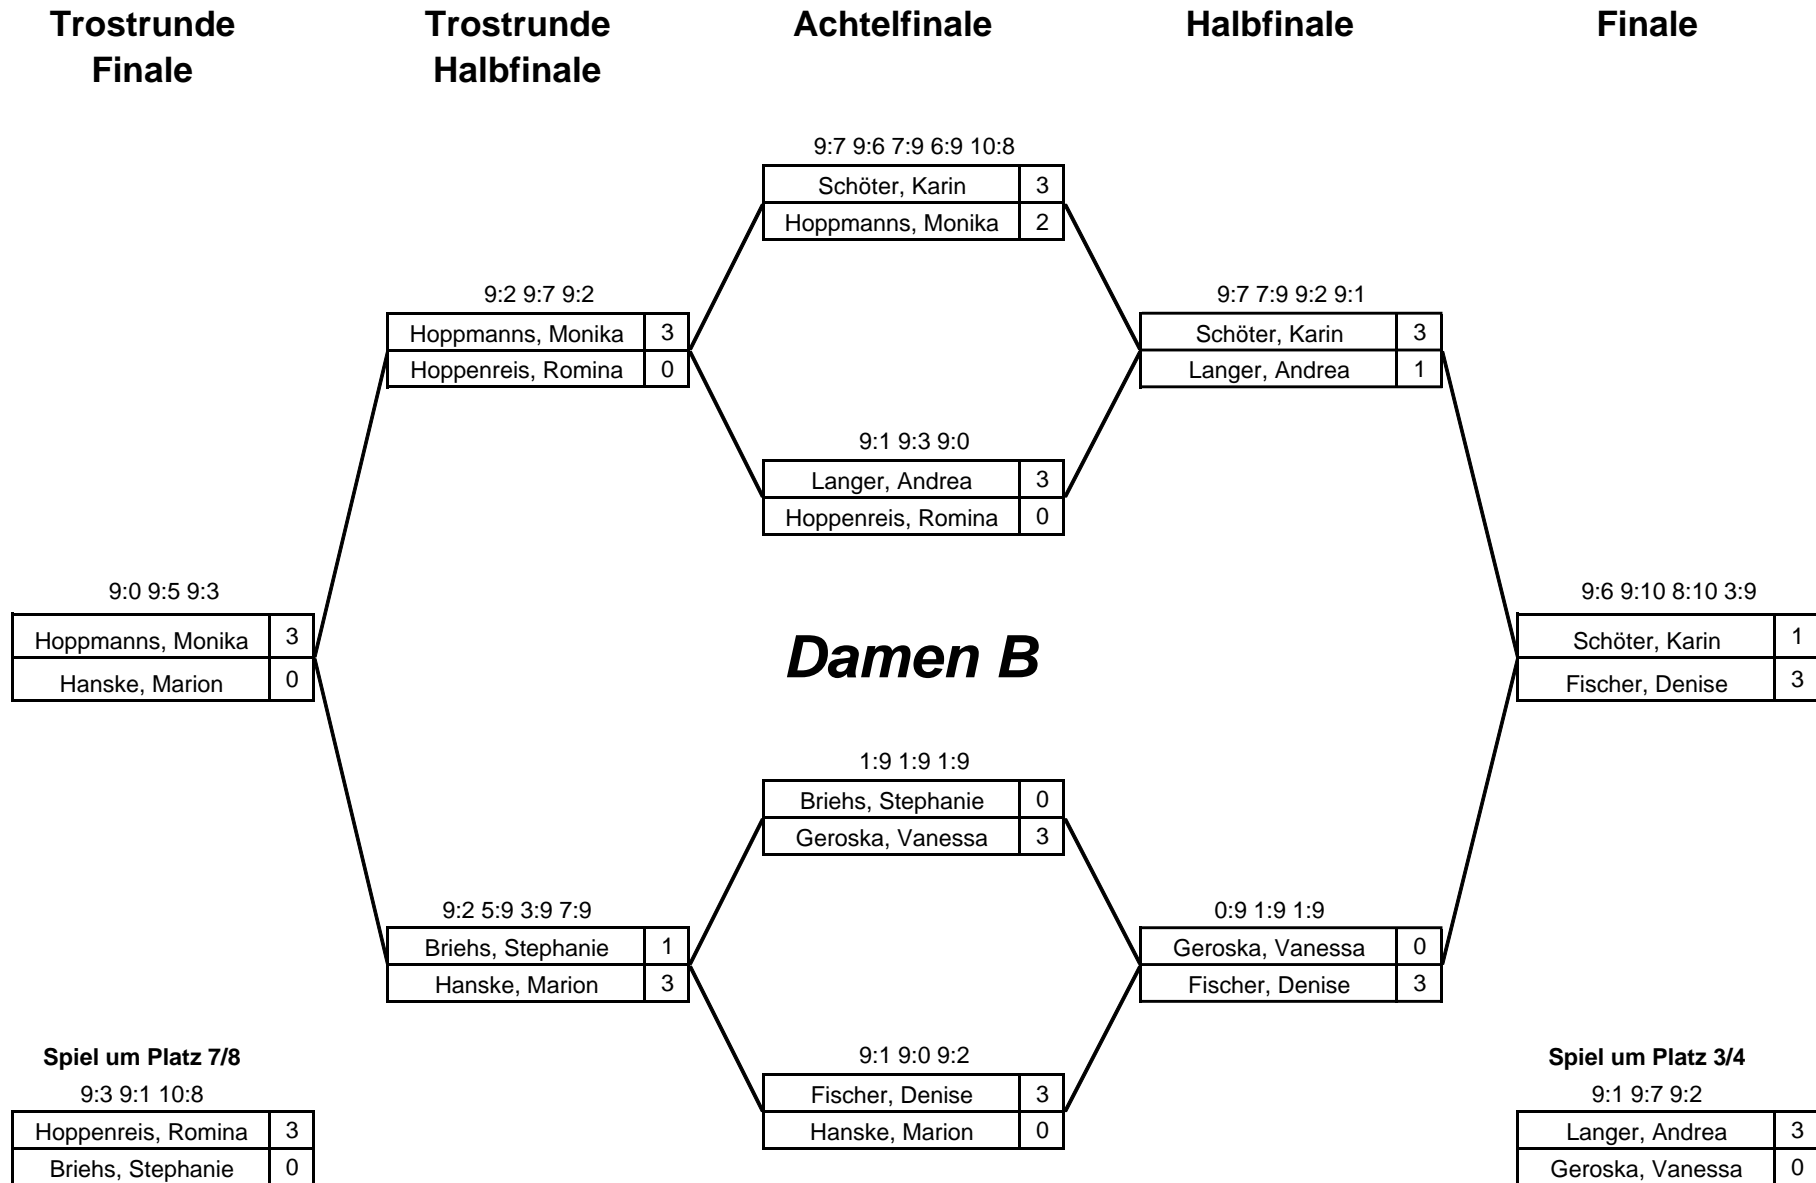 Trostrunde Finale
Trostrunde Halbfinale
Achtelfinale
Halbfinale
Finale
9:7 9:6 7:9 6:9 10:8
Schöter, Karin 3
Hoppmanns, Monika 2
9:2 9:7 9:2
Hoppmanns, Monika 3
Hoppenreis, Romina 0
9:7 7:9 9:2 9:1
Schöter, Karin 3
Langer, Andrea 1
9:1 9:3 9:0
Langer, Andrea 3
Hoppenreis, Romina 0
9:0 9:5 9:3
Hoppmanns, Monika 3
Hanske, Marion 0
Damen B
9:6 9:10 8:10 3:9
Schöter, Karin 1
Fischer, Denise 3
1:9 1:9 1:9
Briehs, Stephanie 0
Geroska, Vanessa 3
9:2 5:9 3:9 7:9
Briehs, Stephanie 1
Hanske, Marion 3
0:9 1:9 1:9
Geroska, Vanessa 0
Fischer, Denise 3
9:1 9:0 9:2
Fischer, Denise 3
Hanske, Marion 0
Spiel um Platz 7/8
9:3 9:1 10:8
Hoppenreis, Romina 3
Briehs, Stephanie 0
Spiel um Platz 3/4
9:1 9:7 9:2
Langer, Andrea 3
Geroska, Vanessa 0